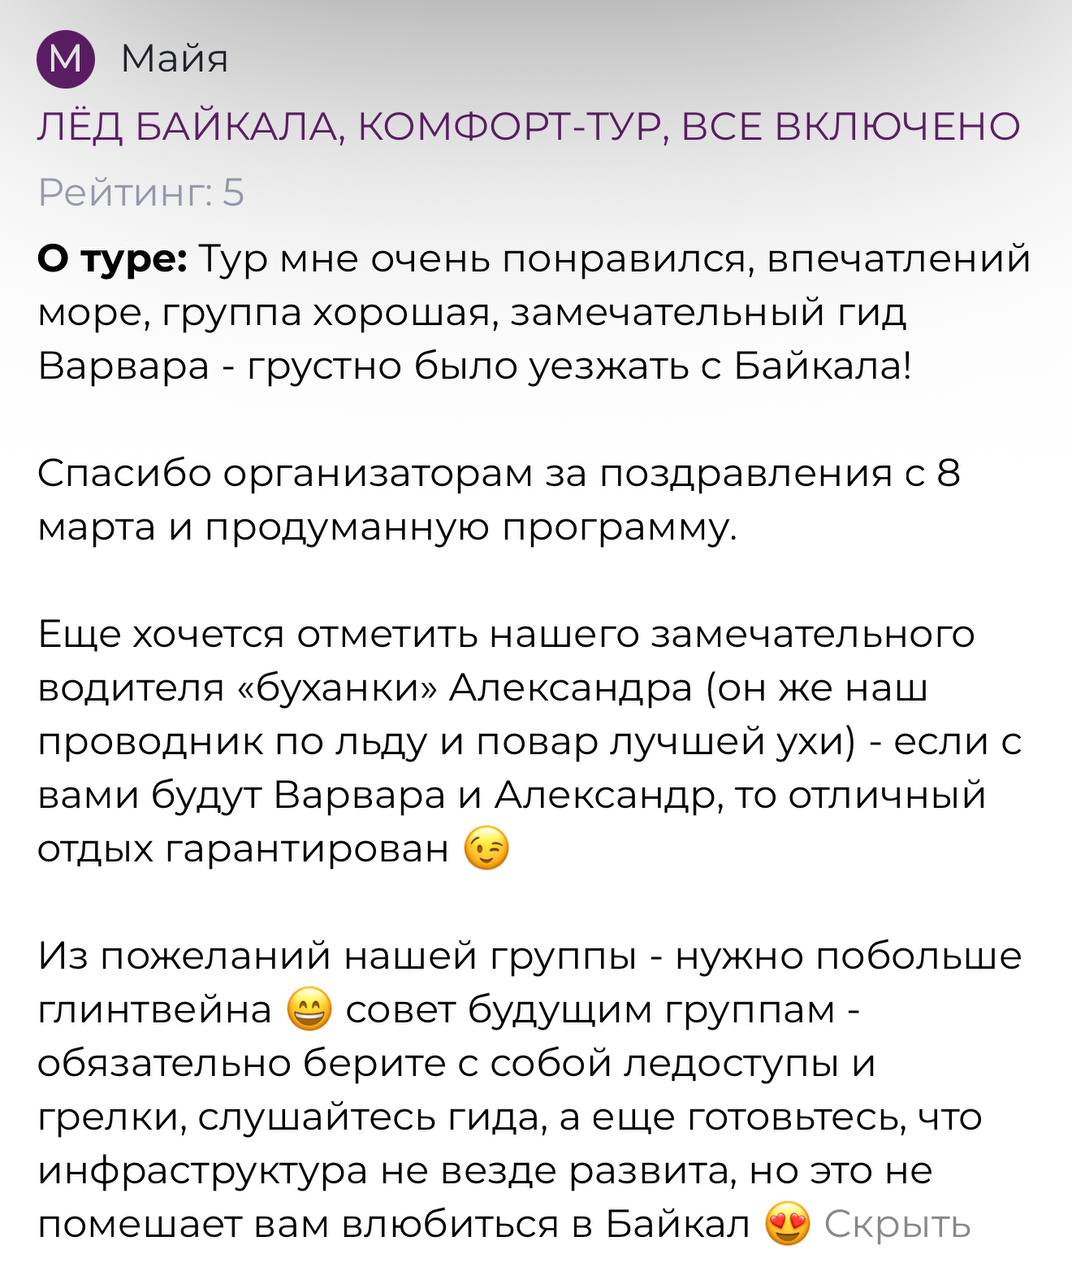 М Майя
ЛЁД БАЙКАЛА, КОМФОРТ-ТУР, ВСЕ ВКЛЮЧЕНО
Рейтинг: 5
О туре: Тур мне очень понравился, впечатлений
море, группа хорошая, замечательный гид
Варвара - грустно было уезжать с Байкала!
Спасибо организаторам за поздравления с 8
марта и продуманную программу.
Еще хочется отметить нашего замечательного
водителя «буханки» Александра (он же наш
проводник по льду и повар лучшей ухи) - если с
вами будут Варвара и Александр, то отличный
отдых гарантирован 😉
Из пожеланий нашей группы - нужно побольше
глинтвейна 😄 совет будущим группам -
обязательно берите с собой ледоступы и
грелки, слушайтесь гида, а еще готовьтесь, что
инфраструктура не везде развита, но это не
помешает вам влюбиться в Байкал 😍 Скрыть